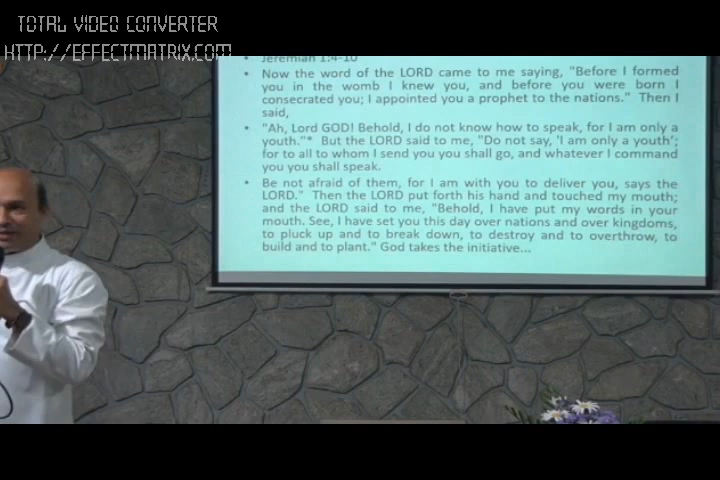 TOTAL VIDEO CONVERTER
HTTP://EFFECTMATRIX.COM
Jeremiah 1:4-10
• Now the word of the LORD came to me saying, "Before I formed
you in the womb I knew you, and before you were born I
consecrated you; I appointed you a prophet to the nations." Then I
said,
• "Ah, Lord GOD! Behold, I do not know how to speak, for I am only a
youth."* But the LORD said to me, "Do not say, 'I am only a youth';
for to all to whom I send you you shall go, and whatever I command
you you shall speak.
• Be not afraid of them, for I am with you to deliver you, says the
LORD." Then the LORD put forth his hand and touched my mouth;
and the LORD said to me, "Behold, I have put my words in your
mouth. See, I have set you this day over nations and over kingdoms,
to pluck up and to break down, to destroy and to overthrow, to
build and to plant." God takes the initiative...